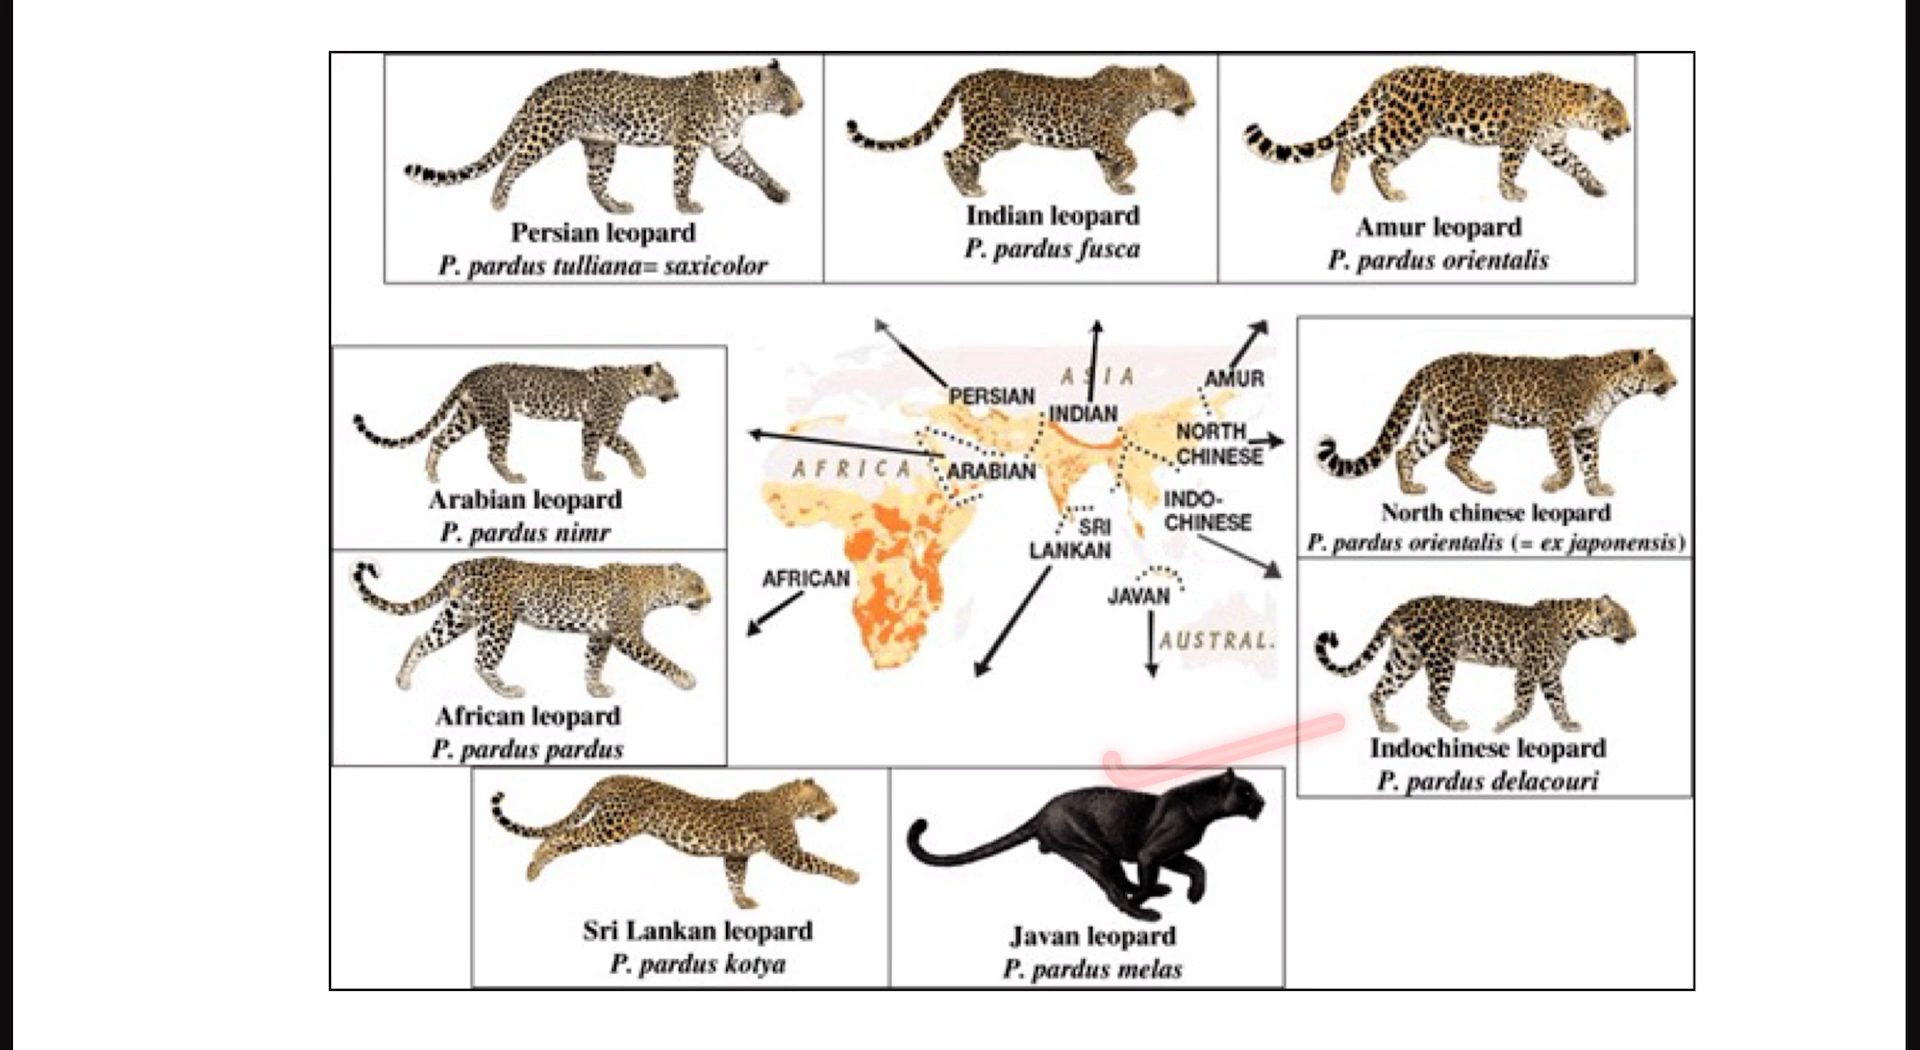 Persian leopard
P. pardus tulliana= saxicolor
Indian leopard
P. pardus fusca
Amur leopard
P. pardus orientalis
Arabian leopard
P. pardus nimr
African leopard
P. pardus pardus
ASIA
AMUR
PERSIAN
INDIAN
NORTH
CHINESE
AFRICA
ARABIAN
INDO-
CHINESE
SRI
LANKAN
AFRICAN
JAVAN
AUSTRAL.
North chinese leopard
P. pardus orientalis (= ex japonensis)
Indochinese leopard
P. pardus delacouri
Sri Lankan leopard
P. pardus kotya
Javan leopard
P. pardus melas